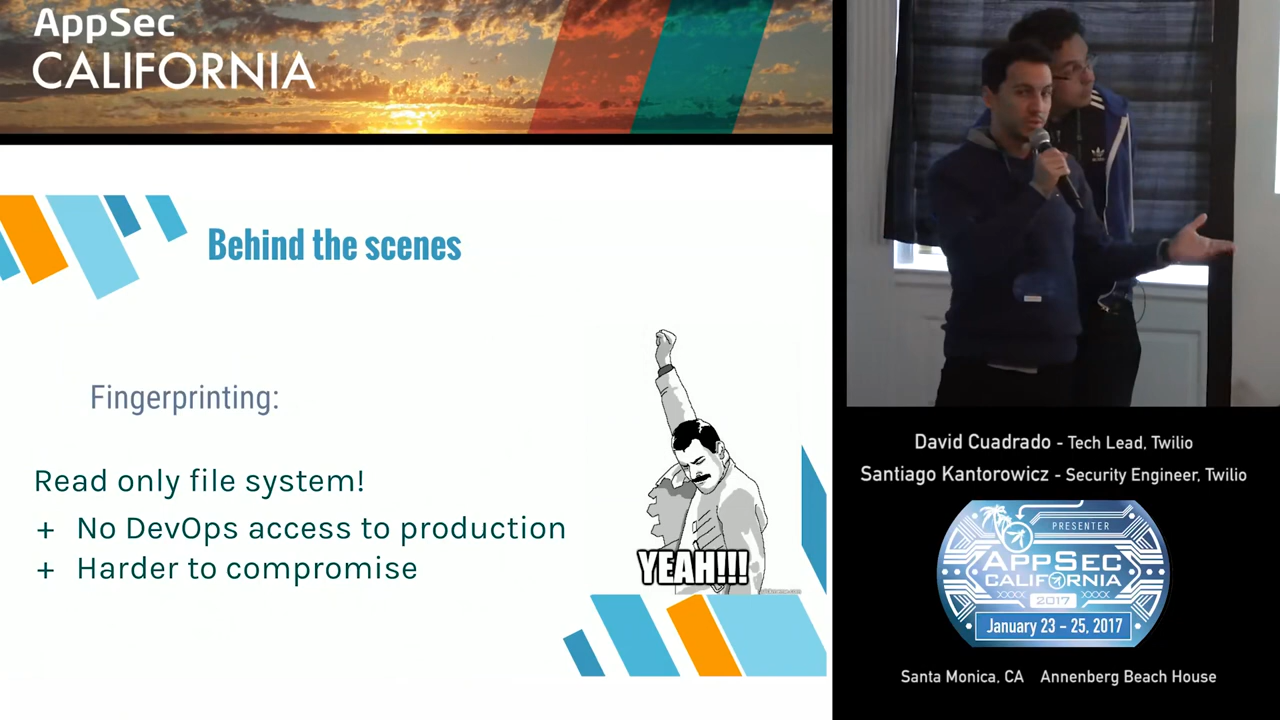 AppSec
CALIFORNIA
Behind the scenes
Fingerprinting:
Read only file system!
+ No DevOps access to production
+ Harder to compromise
YEAH!!!
David Cuadrado - Tech Lead, Twilio
Santiago Kantorowicz - Security Engineer, Twilio
PRESENTER
APPSEC
CALIFORNIA
XXXX 2017 XXXX
January 23 - 25, 2017
Santa Monica, CA Annenberg Beach House